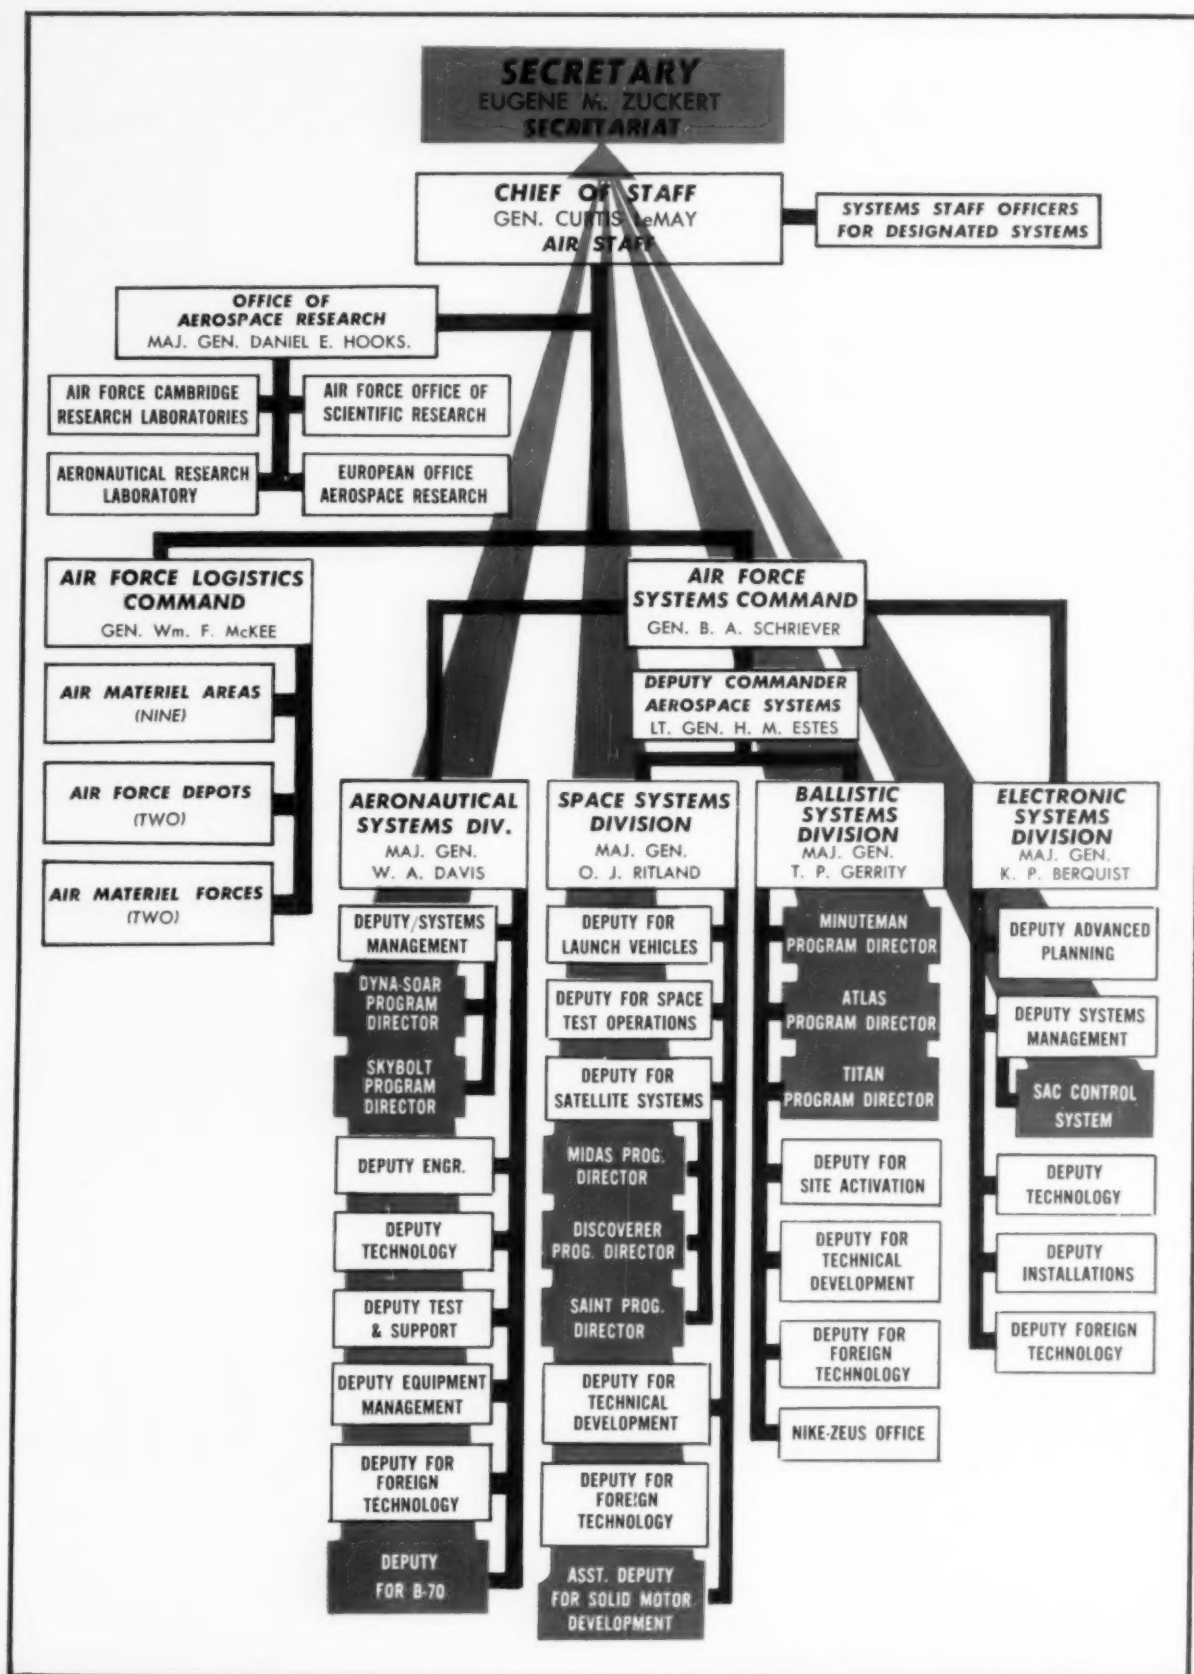 SECRETARY
EUGENE M. ZUCKERT
SECRETARIAT
CHIEF OF STAFF
GEN. CURTIS LeMAY
AIR STAFF
SYSTEMS STAFF OFFICERS
FOR DESIGNATED SYSTEMS
OFFICE OF
AEROSPACE RESEARCH
MAJ. GEN. DANIEL E. HOOKS.
AIR FORCE CAMBRIDGE
RESEARCH LABORATORIES
AIR FORCE OFFICE OF
SCIENTIFIC RESEARCH
AERONAUTICAL RESEARCH
LABORATORY
EUROPEAN OFFICE
AEROSPACE RESEARCH
AIR FORCE LOGISTICS
COMMAND
GEN. Wm. F. McKEE
AIR MATERIEL AREAS
(NINE)
AIR FORCE DEPOTS
(TWO)
AIR MATERIEL FORCES
(TWO)
AIR FORCE
SYSTEMS COMMAND
GEN. B. A. SCHRIEVER
DEPUTY COMMANDER
AEROSPACE SYSTEMS
LT. GEN. H. M. ESTES
AERONAUTICAL
SYSTEMS DIV.
MAJ. GEN.
W. A. DAVIS
DEPUTY/SYSTEMS
MANAGEMENT
DYNA-SOAR
PROGRAM
DIRECTOR
SKYBOLT
PROGRAM
DIRECTOR
DEPUTY ENGR.
DEPUTY
TECHNOLOGY
DEPUTY TEST
& SUPPORT
DEPUTY EQUIPMENT
MANAGEMENT
DEPUTY FOR
FOREIGN
TECHNOLOGY
DEPUTY
FOR B-70
SPACE SYSTEMS
DIVISION
MAJ. GEN.
O. J. RITLAND
DEPUTY FOR
LAUNCH VEHICLES
DEPUTY FOR SPACE
TEST OPERATIONS
DEPUTY FOR
SATELLITE SYSTEMS
MIDAS PROG.
DIRECTOR
DISCOVERER
PROG. DIRECTOR
SAINT PROG.
DIRECTOR
DEPUTY FOR
TECHNICAL
DEVELOPMENT
DEPUTY FOR
FOREIGN
TECHNOLOGY
ASST. DEPUTY
FOR SOLID MOTOR
DEVELOPMENT
BALLISTIC
SYSTEMS
DIVISION
MAJ. GEN.
T. P. GERRITY
MINUTEMAN
PROGRAM DIRECTOR
ATLAS
PROGRAM DIRECTOR
TITAN
PROGRAM DIRECTOR
DEPUTY FOR
SITE ACTIVATION
DEPUTY FOR
TECHNICAL
DEVELOPMENT
DEPUTY FOR
FOREIGN
TECHNOLOGY
NIKE-ZEUS OFFICE
ELECTRONIC
SYSTEMS
DIVISION
MAJ. GEN.
K. P. BERQUIST
DEPUTY ADVANCED
PLANNING
DEPUTY SYSTEMS
MANAGEMENT
SAC CONTROL
SYSTEM
DEPUTY
TECHNOLOGY
DEPUTY
INSTALLATIONS
DEPUTY FOREIGN
TECHNOLOGY